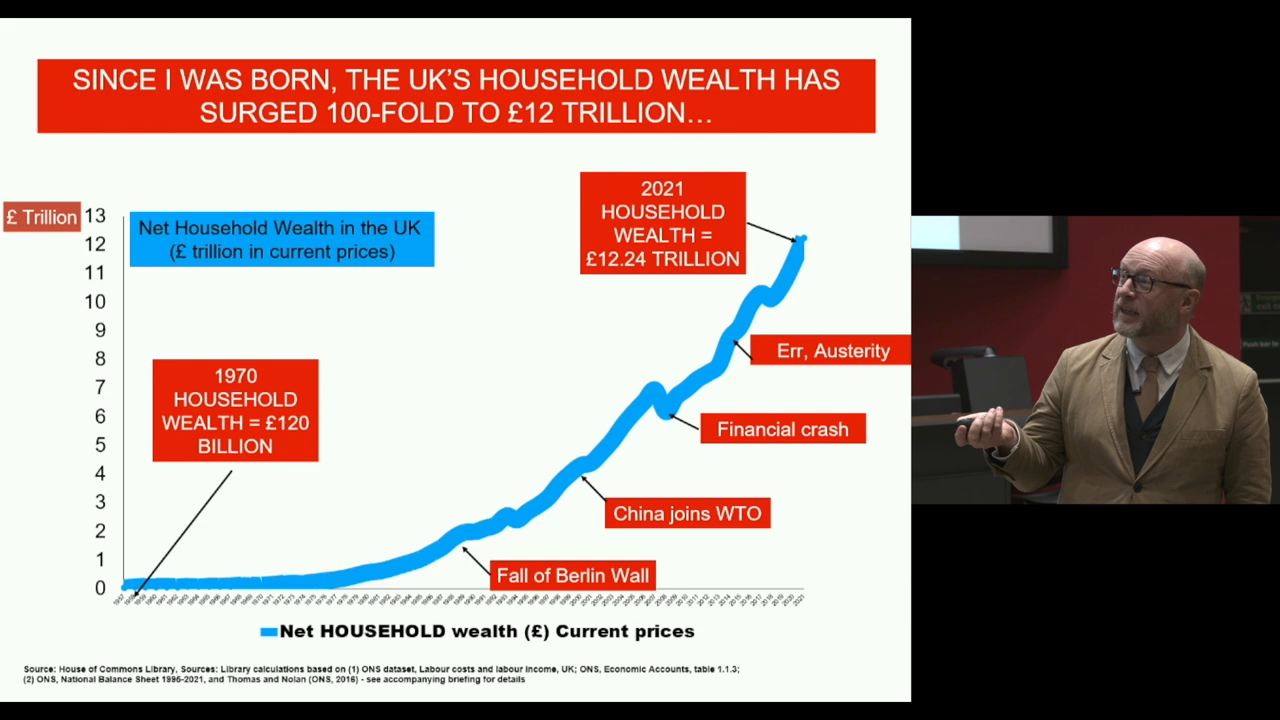 SINCE I WAS BORN, THE UK'S HOUSEHOLD WEALTH HAS
SURGED 100-FOLD TO £12 TRILLION…
£ Trillion
Net Household Wealth in the UK
(£ trillion in current prices)
2021
HOUSEHOLD
WEALTH =
£12.24 TRILLION
13
12
11
10
9
8
7
6
5
4
3
2
1
0
1970
HOUSEHOLD
WEALTH = £120
BILLION
Err, Austerity
Financial crash
China joins WTO
Fall of Berlin Wall
Net HOUSEHOLD wealth (£) Current prices
Source: House of Commons Library, Sources: Library calculations based on (1) ONS dataset, Labour costs and labour income, UK; ONS, Economic Accounts, table 1.1.3;
(2) ONS, National Balance Sheet 1995-2021, and Thomas and Nolan (ONS, 2016) - see accompanying briefing for details